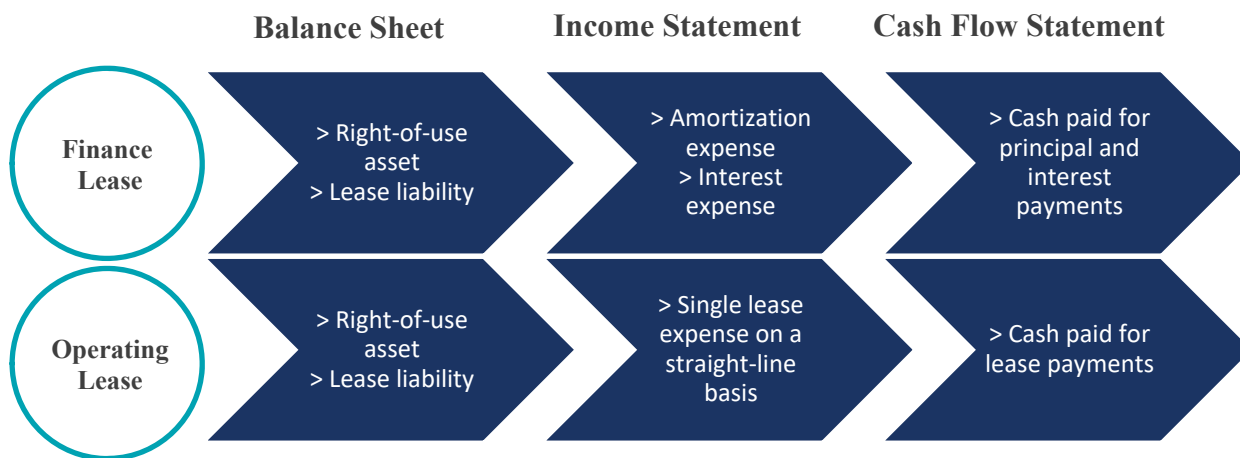 Balance Sheet
Income Statement
Cash Flow Statement
Finance
Lease
> Right-of-use
asset
> Lease liability
> Amortization
expense
> Interest
expense
> Cash paid for
principal and
interest
payments
Operating
Lease
> Right-of-use
asset
> Lease liability
> Single lease
expense on a
straight-line
basis
> Cash paid for
lease payments